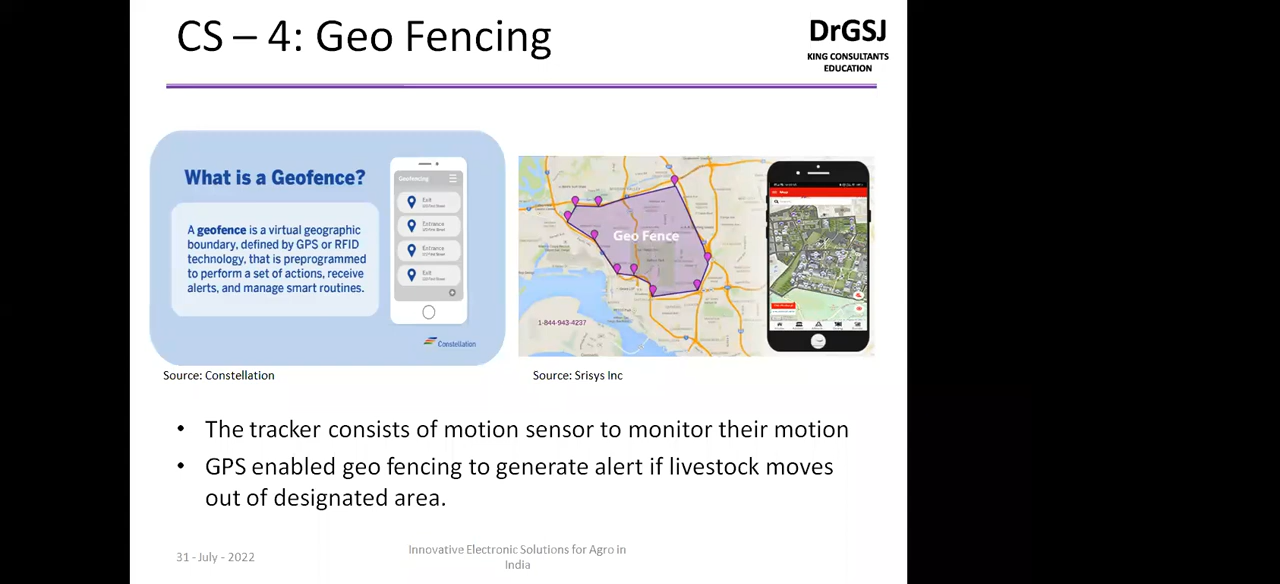 CS – 4: Geo Fencing
DrGSJ
KING CONSULTANTS
EDUCATION
What is a Geofence?
A geofence is a virtual geographic
boundary, defined by GPS or RFID
technology, that is preprogrammed
to perform a set of actions, receive
alerts, and manage smart routines.
Geofencing
Exit
Entrance
Entrance
Exit
Constellation
Geo Fence
1-844-943-4237
Source: Constellation
Source: Srisys Inc
• The tracker consists of motion sensor to monitor their motion
• GPS enabled geo fencing to generate alert if livestock moves
out of designated area.
31 - July - 2022
Innovative Electronic Solutions for Agro in
India